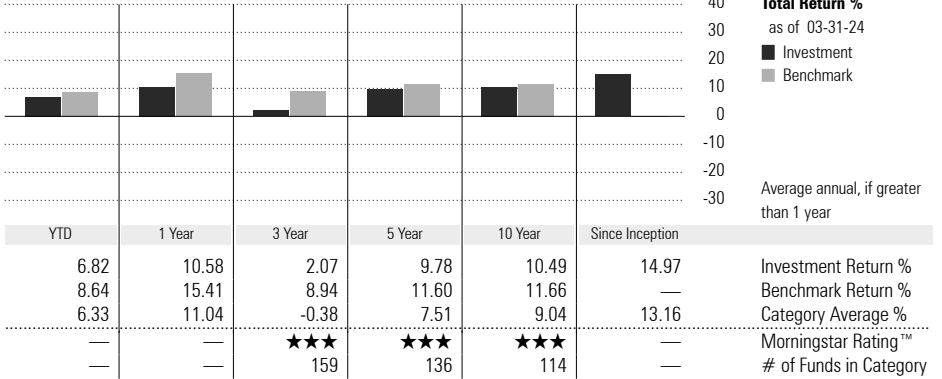 40
Total Return %
as of 03-31-24
Investment
Benchmark
30
20
10
0
-10
-20
-30
Average annual, if greater
than 1 year
YTD 1 Year 3 Year 5 Year 10 Year Since Inception
6.82 10.58 2.07 9.78 10.49 14.97 Investment Return %
8.64 15.41 8.94 11.60 11.66 — Benchmark Return %
6.33 11.04 -0.38 7.51 9.04 13.16 Category Average %
— — ★★★ ★★★ ★★★ — Morningstar Rating™
— — 159 136 114 — # of Funds in Category